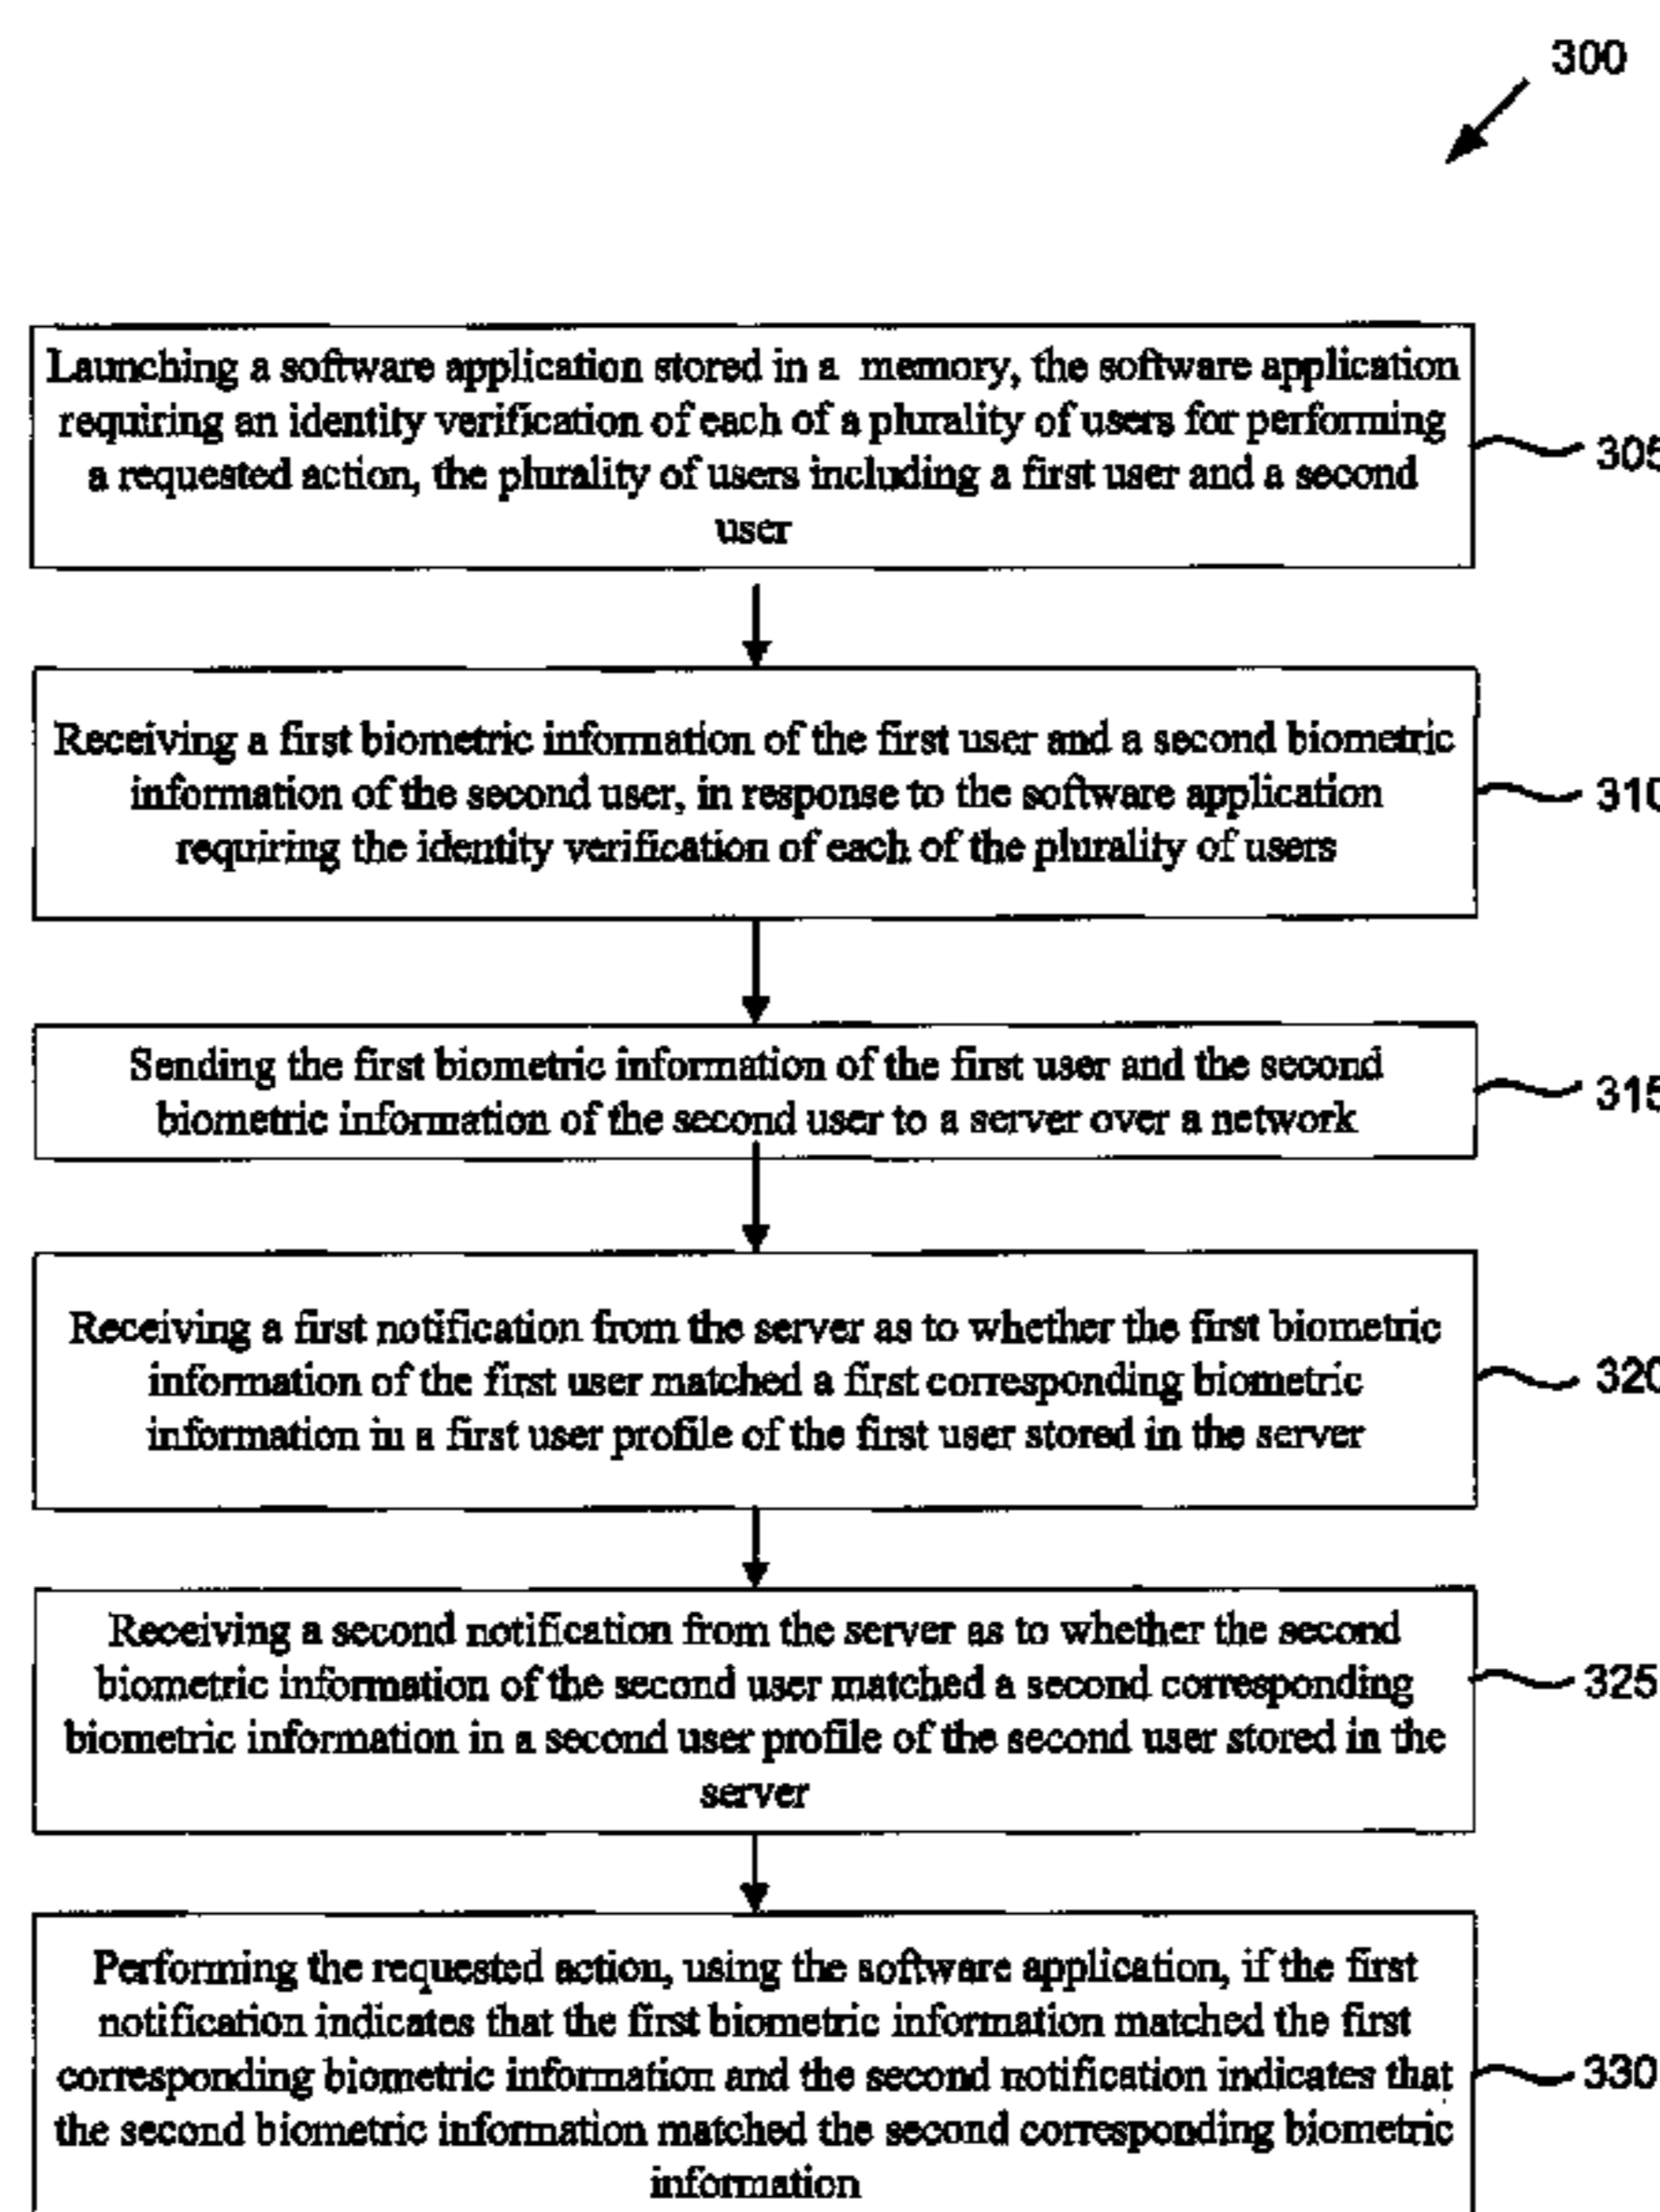 300
Launching a software application stored in a memory, the software application
requiring an identity verification of each of a plurality of users for performing
a requested action, the plurality of users including a first user and a second
user
305
Receiving a first biometric information of the first user and a second biometric
information of the second user, in response to the software application
requiring the identity verification of each of the plurality of users
310
Sending the first biometric information of the first user and the second
biometric information of the second user to a server over a network
315
Receiving a first notification from the server as to whether the first biometric
information of the first user matched a first corresponding biometric
information in a first user profile of the first user stored in the server
320
Receiving a second notification from the server as to whether the second
biometric information of the second user matched a second corresponding
biometric information in a second user profile of the second user stored in the
server
325
Performing the requested action, using the software application, if the first
notification indicates that the first biometric information matched the first
corresponding biometric information and the second notification indicates that
the second biometric information matched the second corresponding biometric
information
330